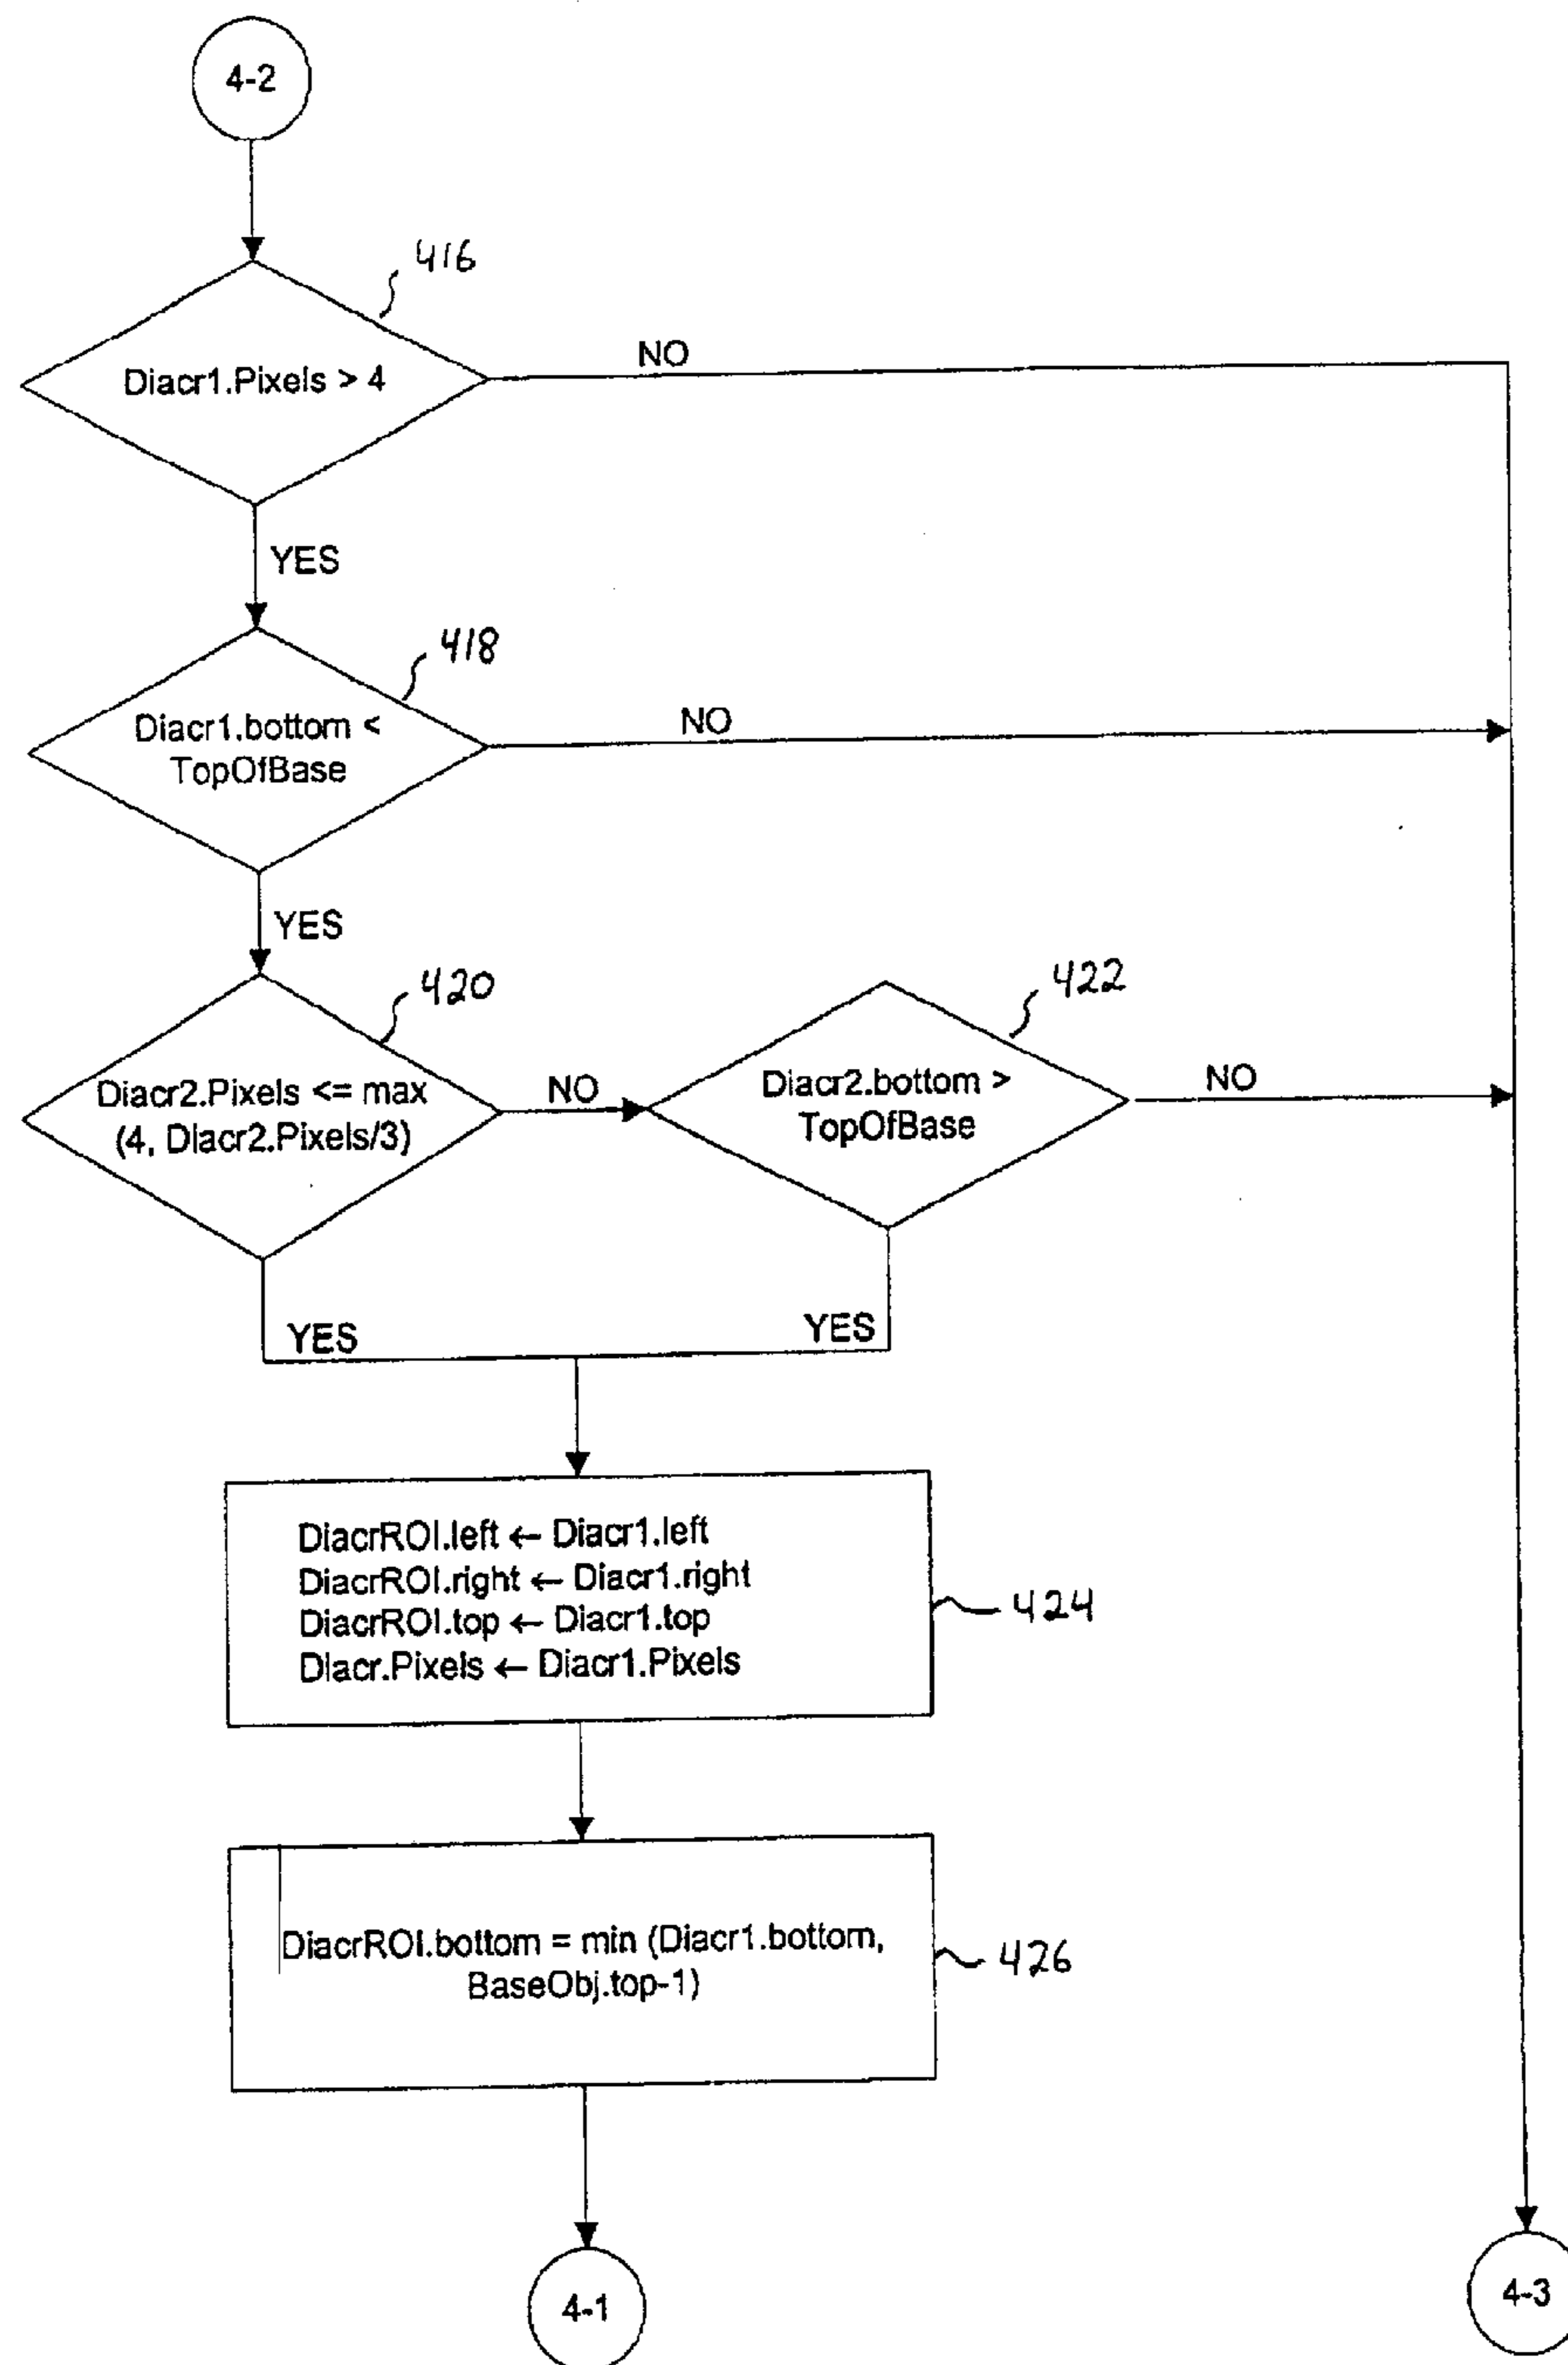 4-2
416
Diacr1.Pixels > 4
NO
YES
418
Diacr1.bottom <
TopOfBase
NO
YES
420
Diacr2.Pixels <= max
(4, Diacr2.Pixels/3)
NO
422
Diacr2.bottom >
TopOfBase
NO
YES
YES
DiacrROI.left ← Diacr1.left
DiacrROI.right ← Diacr1.right
DiacrROI.top ← Diacr1.top
Diacr.Pixels ← Diacr1.Pixels
424
DiacrROI.bottom = min (Diacr1.bottom,
BaseObj.top-1)
426
4-1
4-3